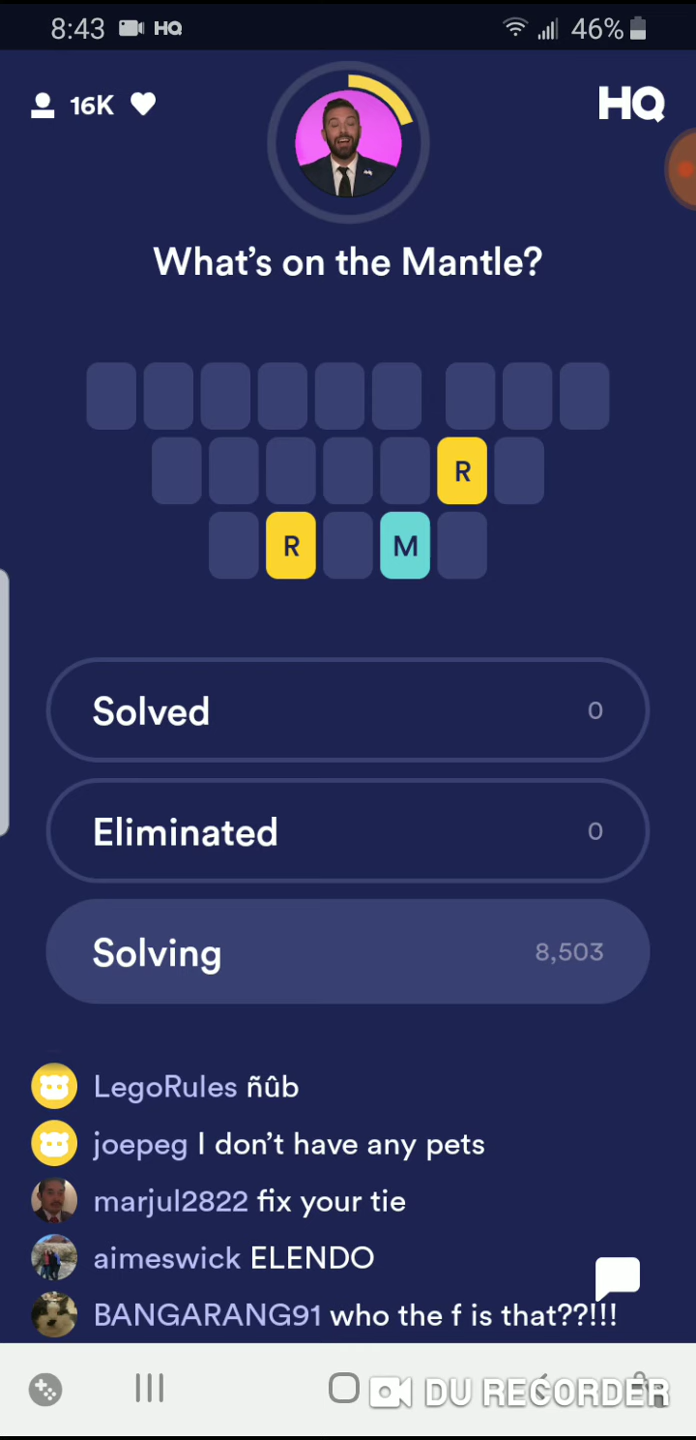 8:43 HQ 46%
16K HQ
What's on the Mantle?
R
R M
Solved 0
Eliminated 0
Solving 8,503
LegoRules ñûb
joepeg I don't have any pets
marjul2822 fix your tie
aimeswick ELENDO
BANGARANG91 who the f is that??!!!
DU RECORDER